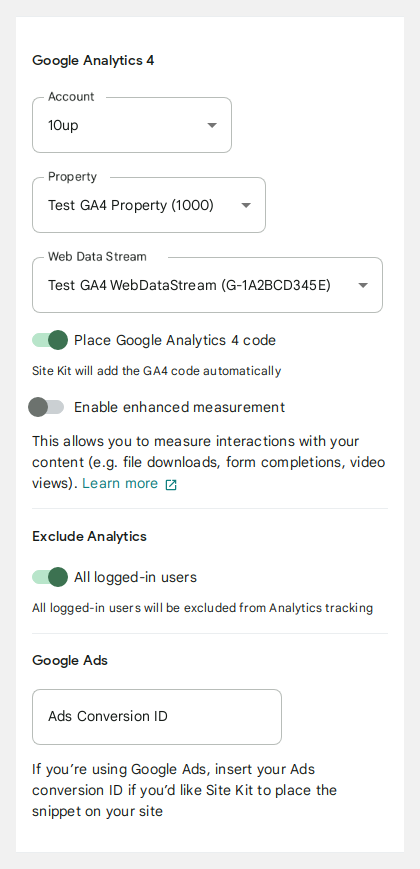 Google Analytics 4
Account
10up
Property
Test GA4 Property (1000)
Web Data Stream
Test GA4 WebDataStream (G-1A2BCD345E)
Place Google Analytics 4 code
Site Kit will add the GA4 code automatically
Enable enhanced measurement
This allows you to measure interactions with your
content (e.g. file downloads, form completions, video
views). Learn more
Exclude Analytics
All logged-in users
All logged-in users will be excluded from Analytics tracking
Google Ads
Ads Conversion ID
If you’re using Google Ads, insert your Ads
conversion ID if you’d like Site Kit to place the
snippet on your site